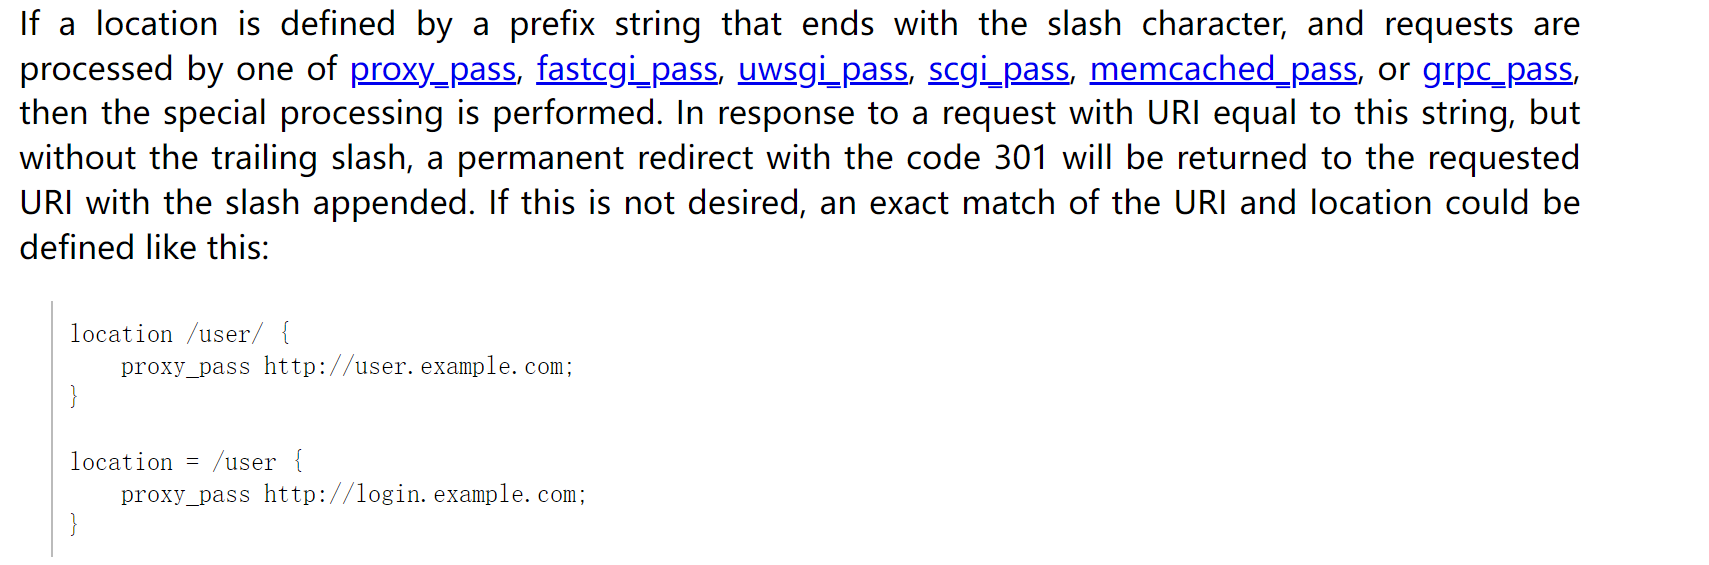 If a location is defined by a prefix string that ends with the slash character, and requests are
processed by one of proxy_pass, fastcgi_pass, uwsgi_pass, scgi_pass, memcached_pass, or grpc_pass,
then the special processing is performed. In response to a request with URI equal to this string, but
without the trailing slash, a permanent redirect with the code 301 will be returned to the requested
URI with the slash appended. If this is not desired, an exact match of the URI and location could be
defined like this:
location /user/ {
    proxy_pass http://user.example.com;
}
location = /user {
    proxy_pass http://login.example.com;
}